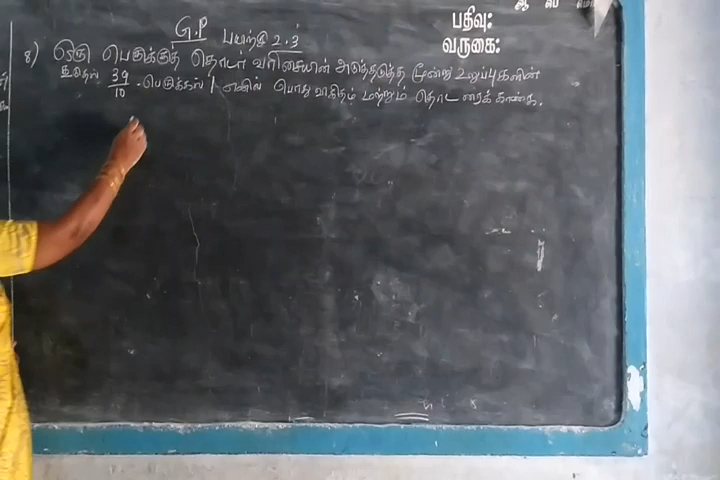 G.P பயிற்சி 2.3
பதிவு:
வருகை:
8) ஒரு பெருக்குத் தொடர் வரிசையின் அடுத்தடுத்த மூன்று உறுப்புகளின்
கூடுதல் 39/10. பெருக்கல் 1 எனில் பொது விகிதம் மற்றும் தொடரைக் காண்க.